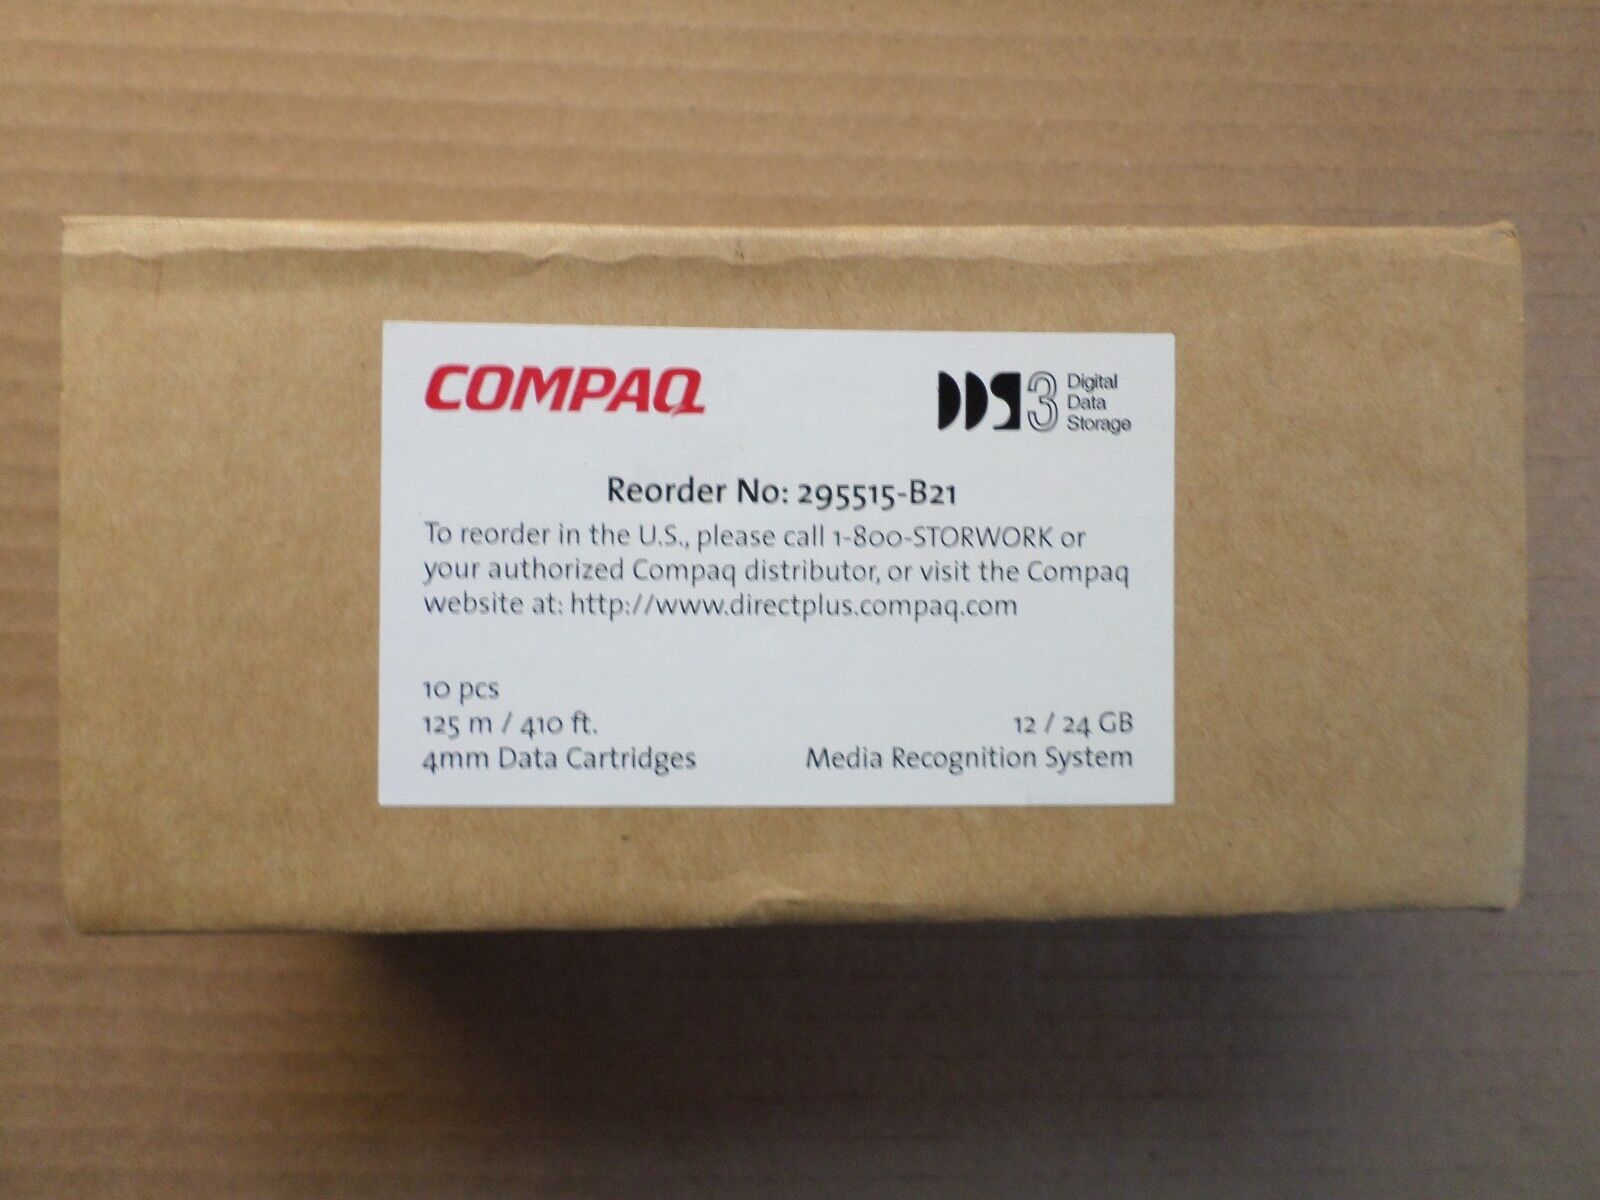 COMPAQ
DDS3 Digital
Data
Storage
Reorder No: 295515-B21
To reorder in the U.S., please call 1-800-STORWORK or
your authorized Compaq distributor, or visit the Compaq
website at: http://www.directplus.compaq.com
10 pcs
125 m / 410 ft.
12 / 24 GB
4mm Data Cartridges
Media Recognition System